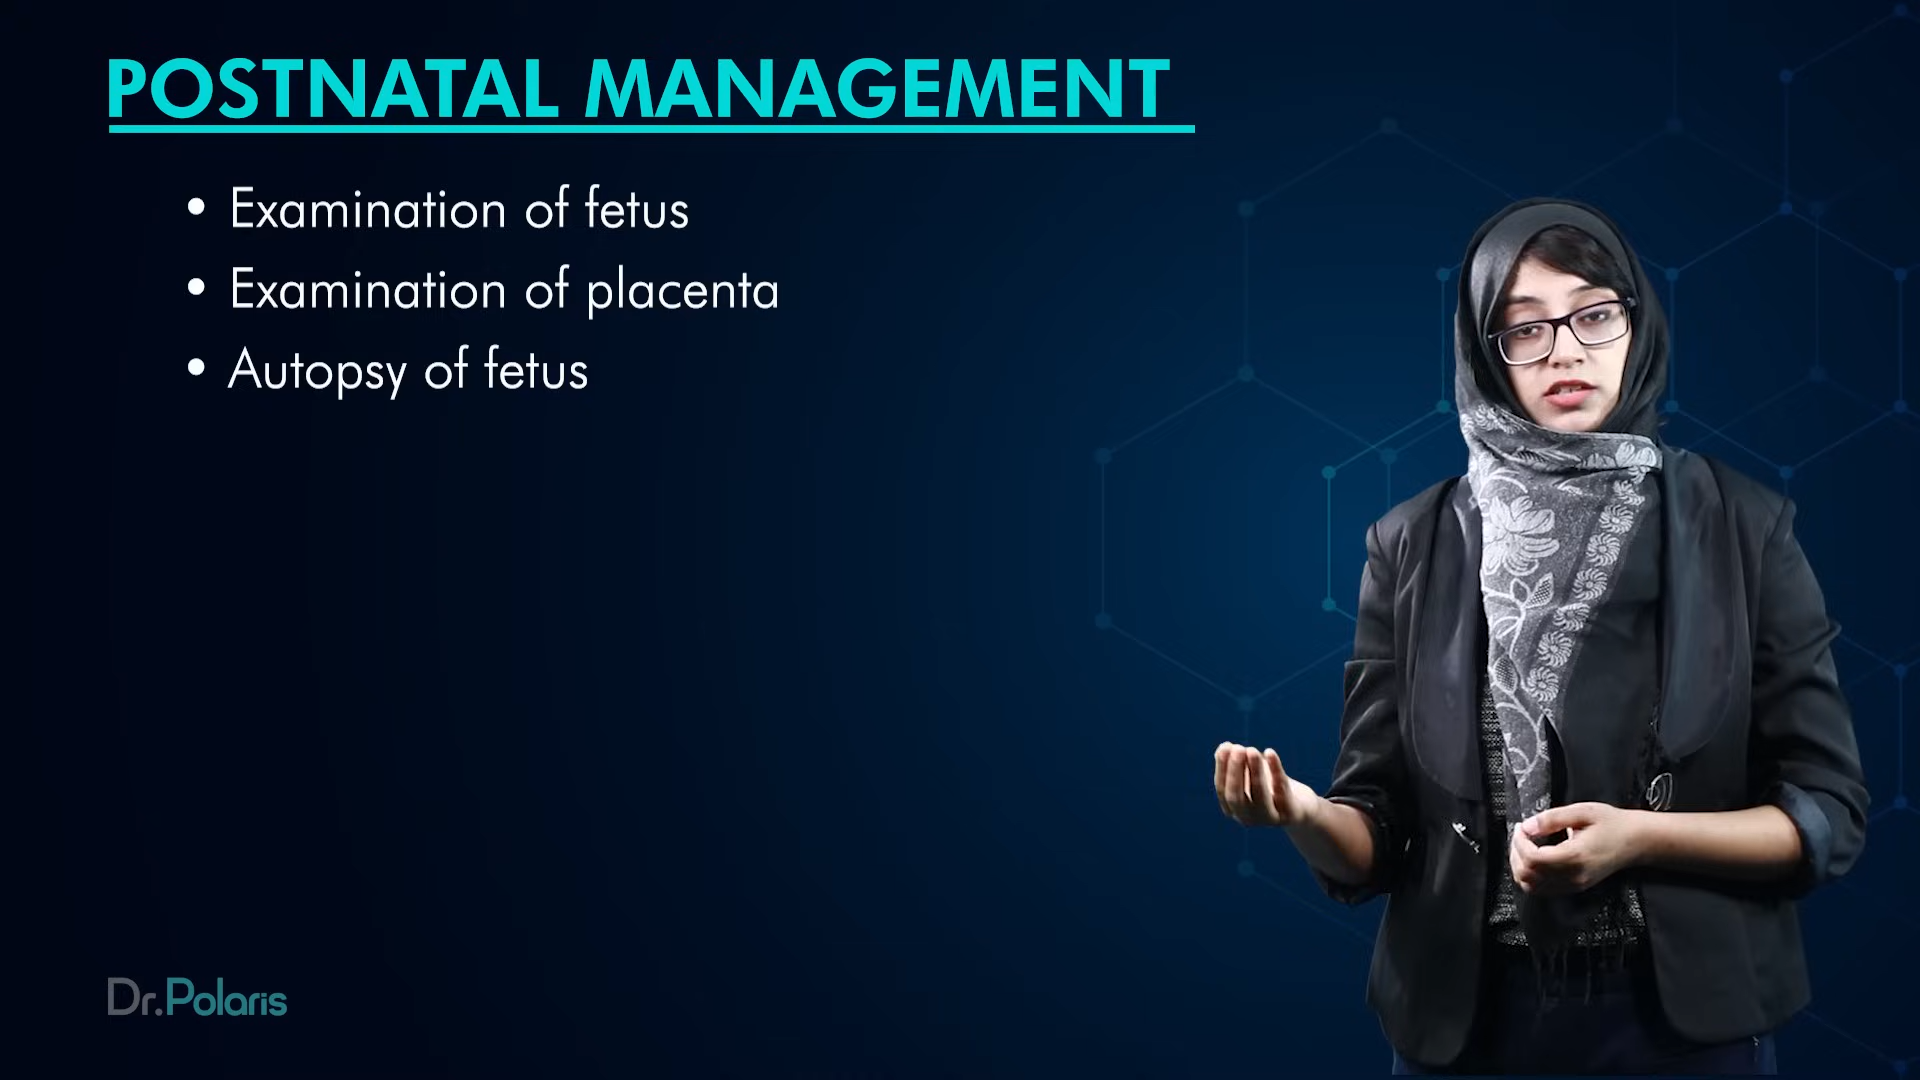 POSTNATAL MANAGEMENT
• Examination of fetus
• Examination of placenta
• Autopsy of fetus
Dr.Polaris